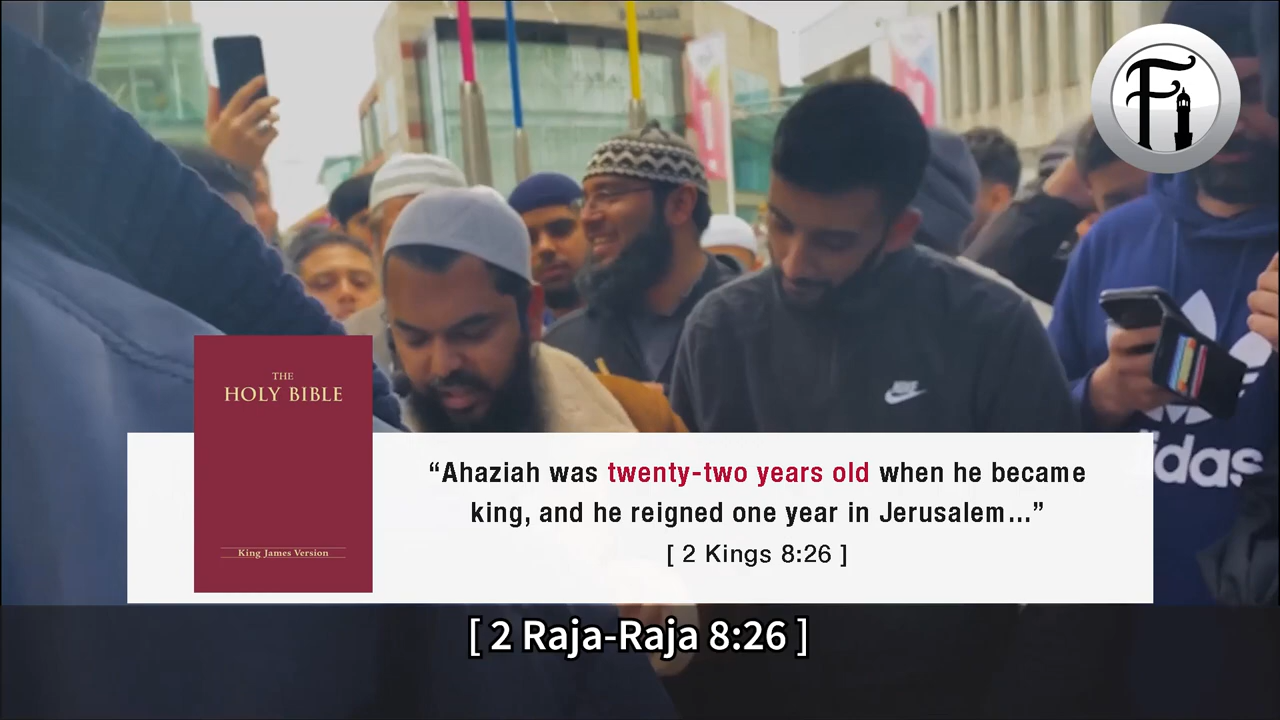 Fi
THE
HOLY BIBLE
King James Version
“Ahaziah was twenty-two years old when he became
king, and he reigned one year in Jerusalem...”
[ 2 Kings 8:26 ]
adidas
[ 2 Raja-Raja 8:26 ]